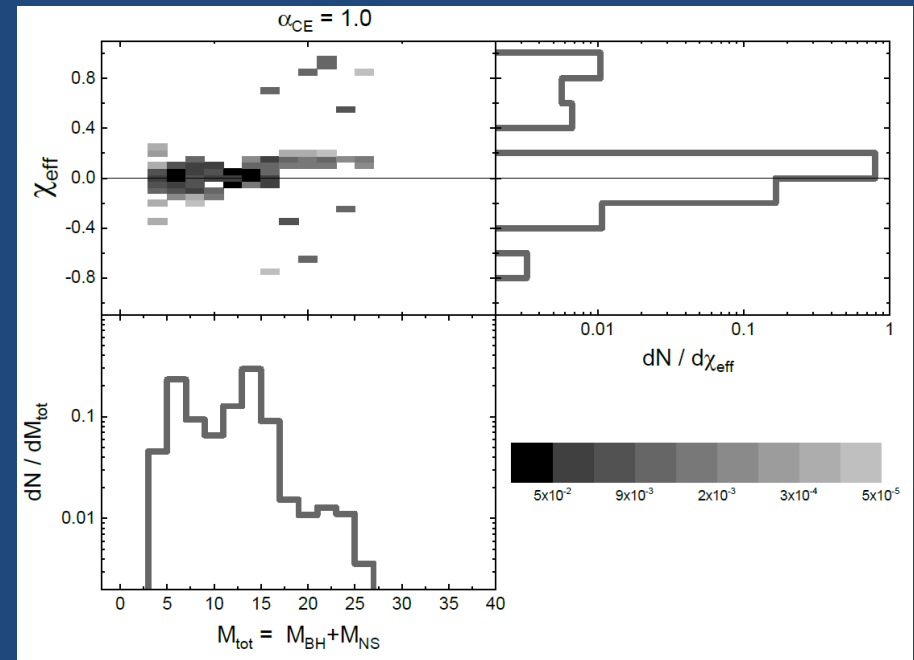 α_CE = 1.0
χ_eff
0.8
0.4
0.0
-0.4
-0.8
0.01 0.1 1
dN / dχ_eff
dN / dM_tot
0.1
0.01
0 5 10 15 20 25 30 35 40
M_tot = M_BH+M_NS
5x10⁻² 9x10⁻³ 2x10⁻³ 3x10⁻⁴ 5x10⁻⁵